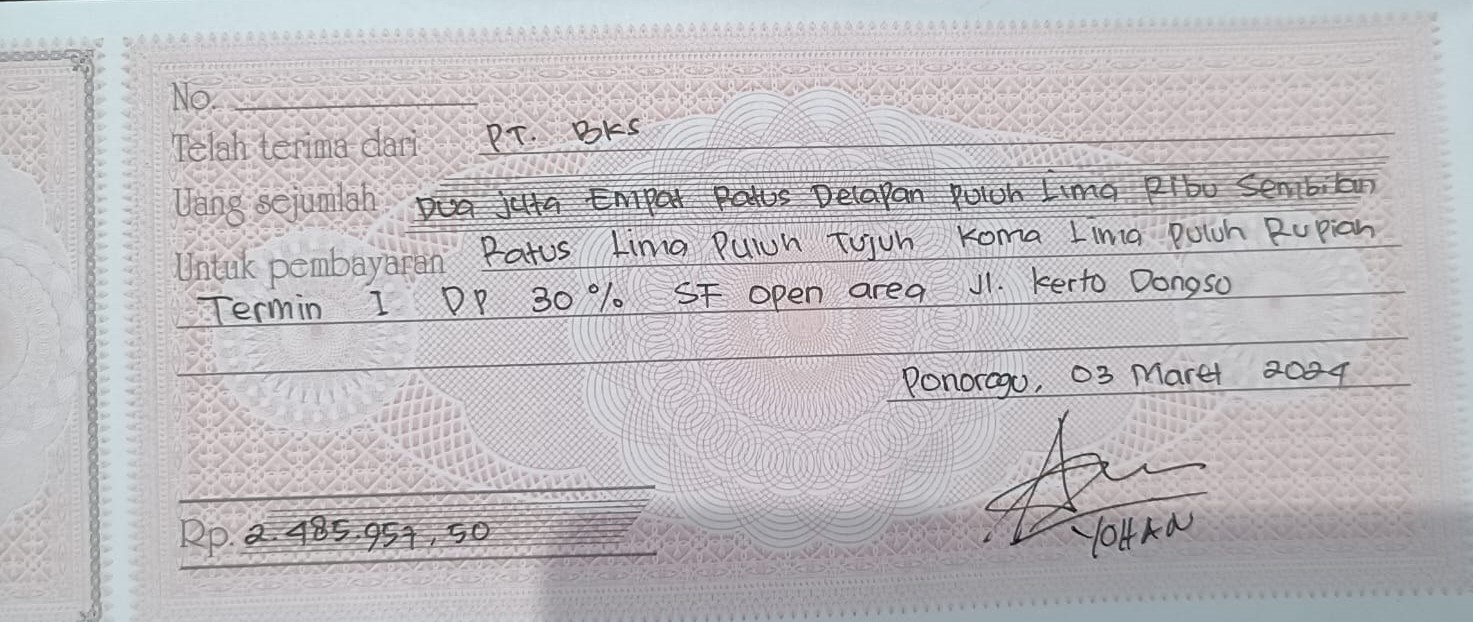 No.
Telah terima dari PT. BKS
Uang sejumlah Dua juta Empat Ratus Delapan Puluh Lima Ribu Sembilan
Untuk pembayaran Ratus Lima Puluh Tujuh Koma Lima Puluh Rupiah
Termin I DP 30% SF open area Jl. Kerto Dongso
Ponorogo, 03 Maret 2024
Rp. 2.485.957,50
YOHAN